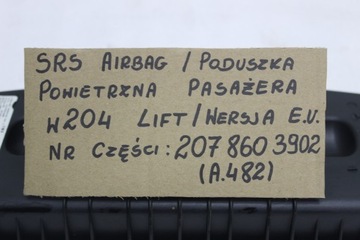 SRS AIRBAG / PODUSZKA
POWIETRZNA PASAŻERA
W204 LIFT / WERSJA E.U.
NR CZĘŚCI: 207 860 3902
(A.482)